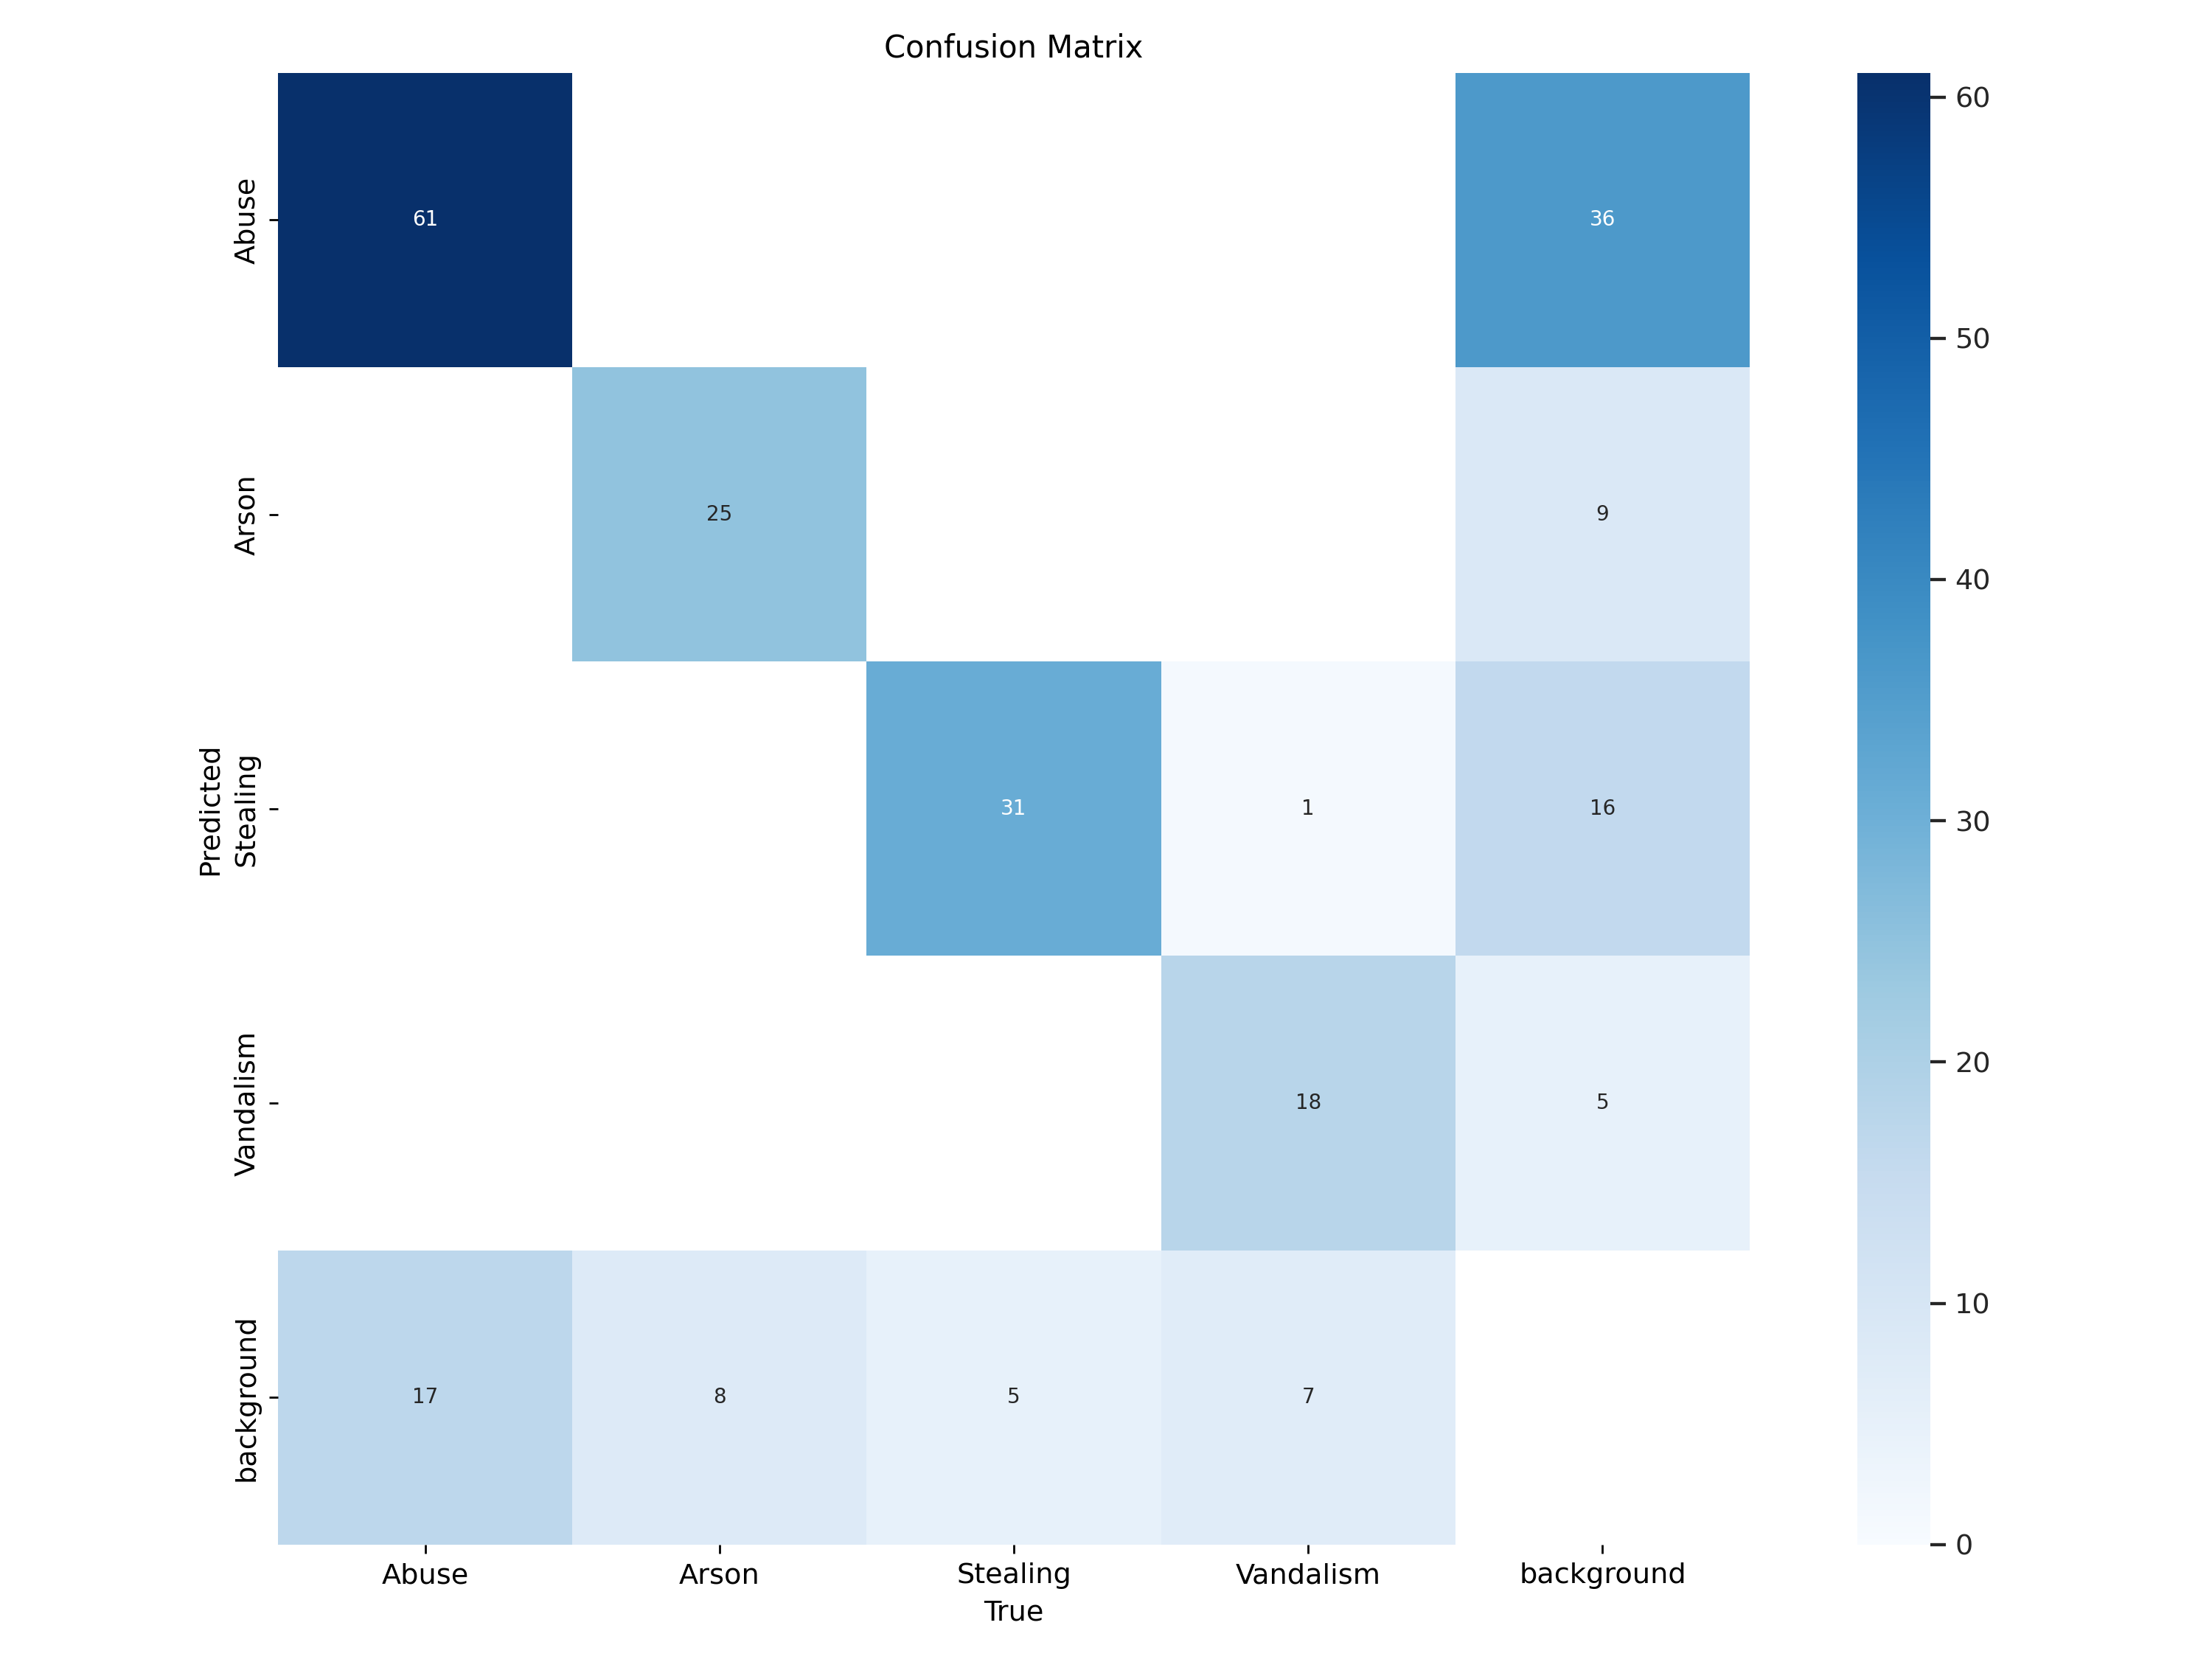 Confusion Matrix
Abuse
61
36
60
50
Arson
25
9
40
Predicted
Stealing
31
1
16
30
Vandalism
18
5
20
background
17
8
5
7
10
0
Abuse
Arson
Stealing
Vandalism
background
True